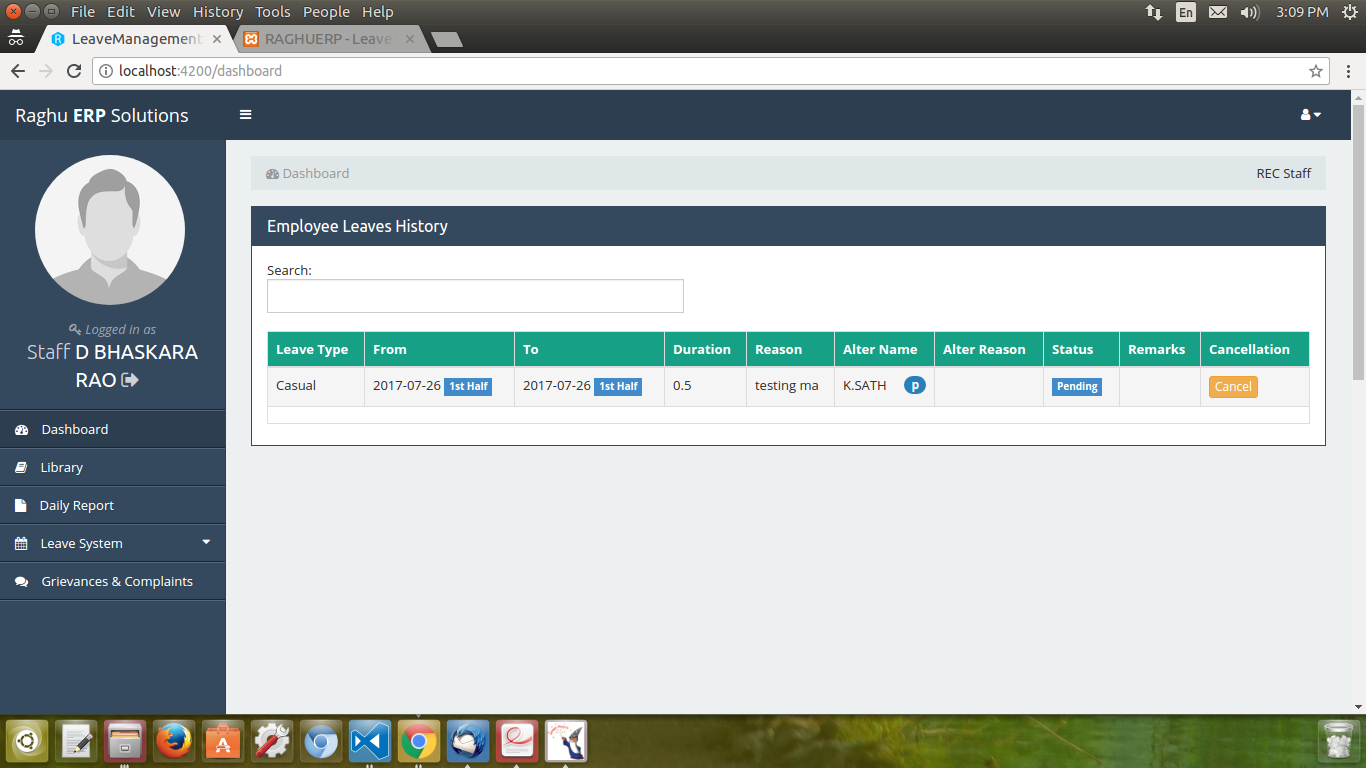 File Edit View History Tools People Help
En 3:09 PM
LeaveManagement
RAGHUERP - Leave
localhost:4200/dashboard
Raghu ERP Solutions
Dashboard
REC Staff
Logged in as
Staff D BHASKARA
RAO
Dashboard
Library
Daily Report
Leave System
Grievances & Complaints
Employee Leaves History
Search:
Leave Type From To Duration Reason Alter Name Alter Reason Status Remarks Cancellation
Casual 2017-07-26 1st Half 2017-07-26 1st Half 0.5 testing ma K.SATH p Pending Cancel